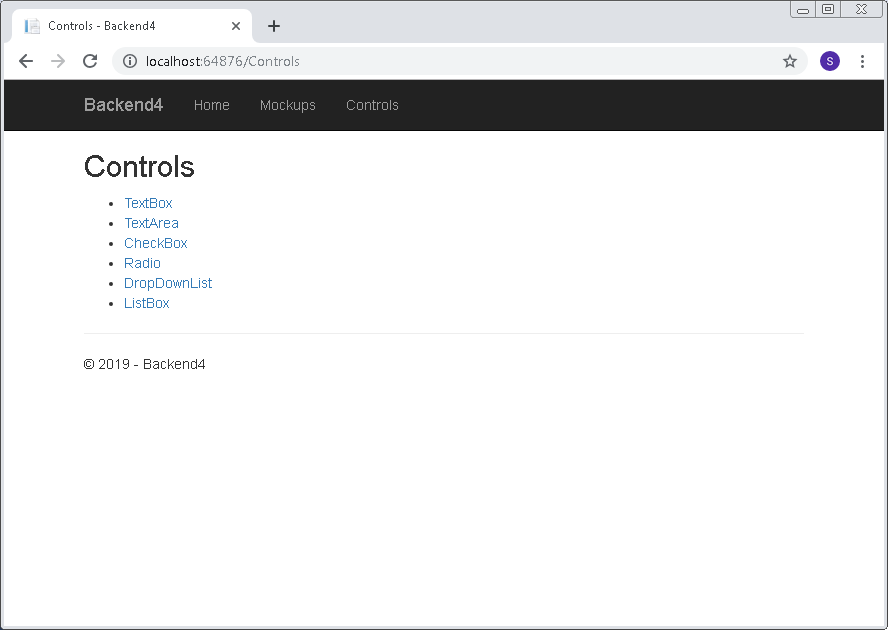 Controls - Backend4
localhost:64876/Controls
S
Backend4 Home Mockups Controls
Controls
TextBox
TextArea
CheckBox
Radio
DropDownList
ListBox
© 2019 - Backend4